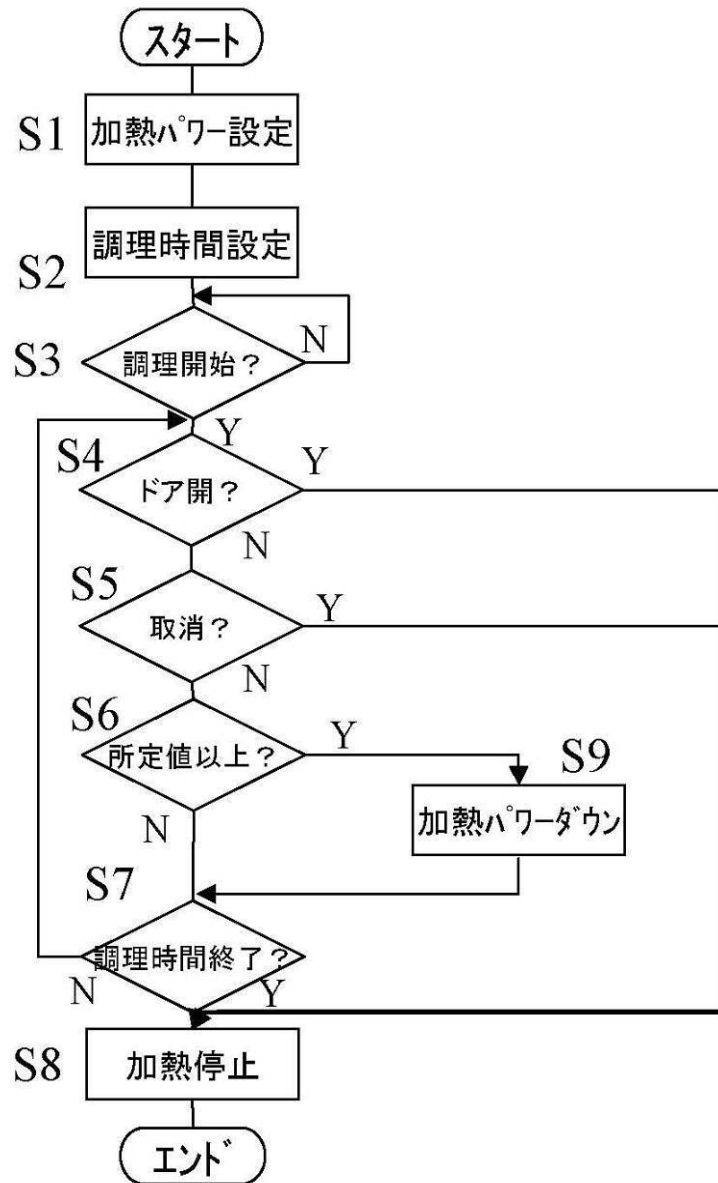 スタート
S1
加熱パワー設定
調理時間設定
S2
N
S3
調理開始?
Y
S4
Y
ドア開?
N
S5
Y
取消?
N
S6
Y
所定値以上?
S9
N
加熱パワーダウン
S7
調理時間終了?
N
Y
S8
加熱停止
エンド